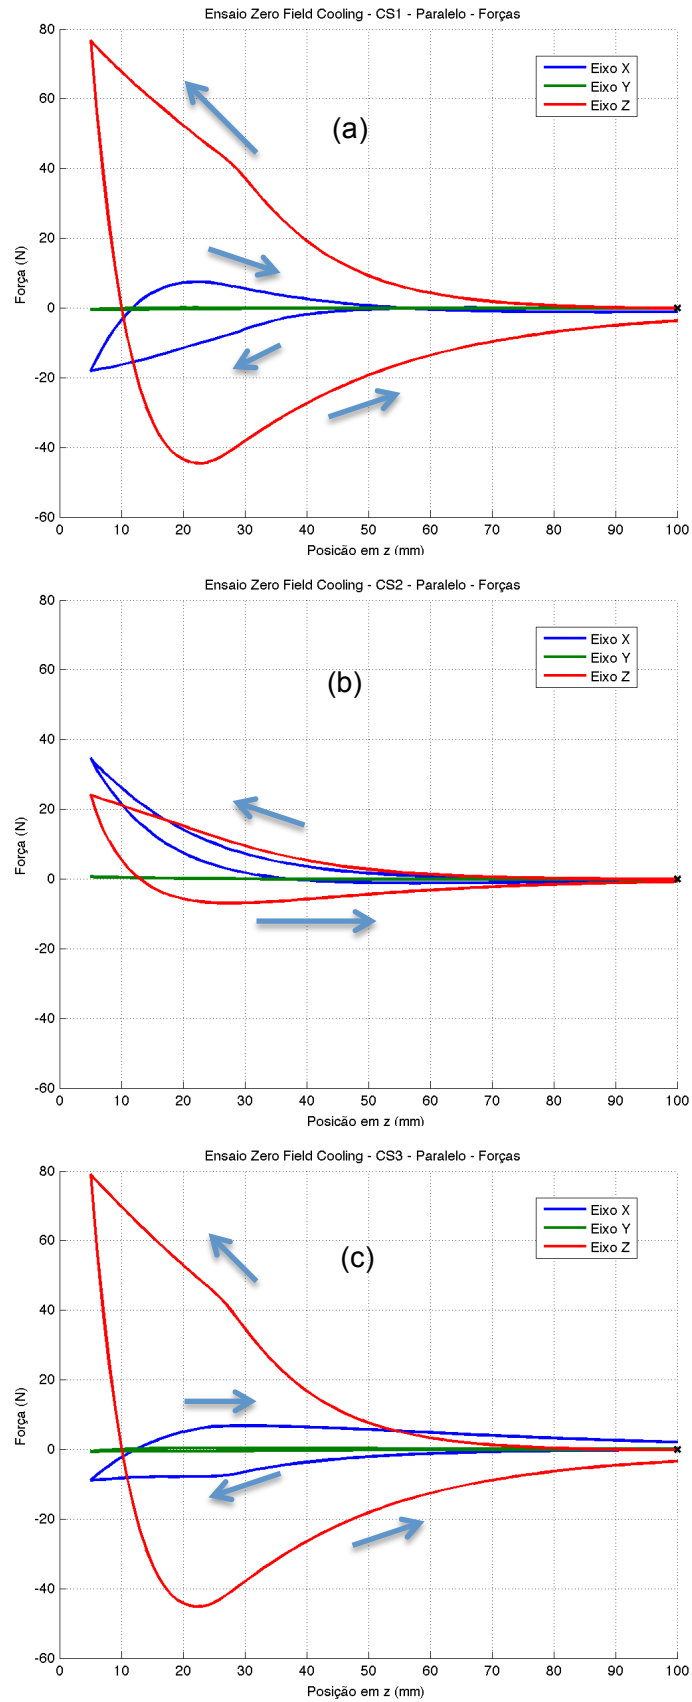 Ensaio Zero Field Cooling - CS1 - Paralelo - Forças
80
60
40
20
0
-20
-40
-60
Força (N)
Eixo X
Eixo Y
Eixo Z
(a)
0 10 20 30 40 50 60 70 80 90 100
Posicão em z (mm)
Ensaio Zero Field Cooling - CS2 - Paralelo - Forças
80
60
40
20
0
-20
-40
-60
Força (N)
Eixo X
Eixo Y
Eixo Z
(b)
0 10 20 30 40 50 60 70 80 90 100
Posicão em z (mm)
Ensaio Zero Field Cooling - CS3 - Paralelo - Forças
80
60
40
20
0
-20
-40
-60
Força (N)
Eixo X
Eixo Y
Eixo Z
(c)
0 10 20 30 40 50 60 70 80 90 100
Posição em z (mm)